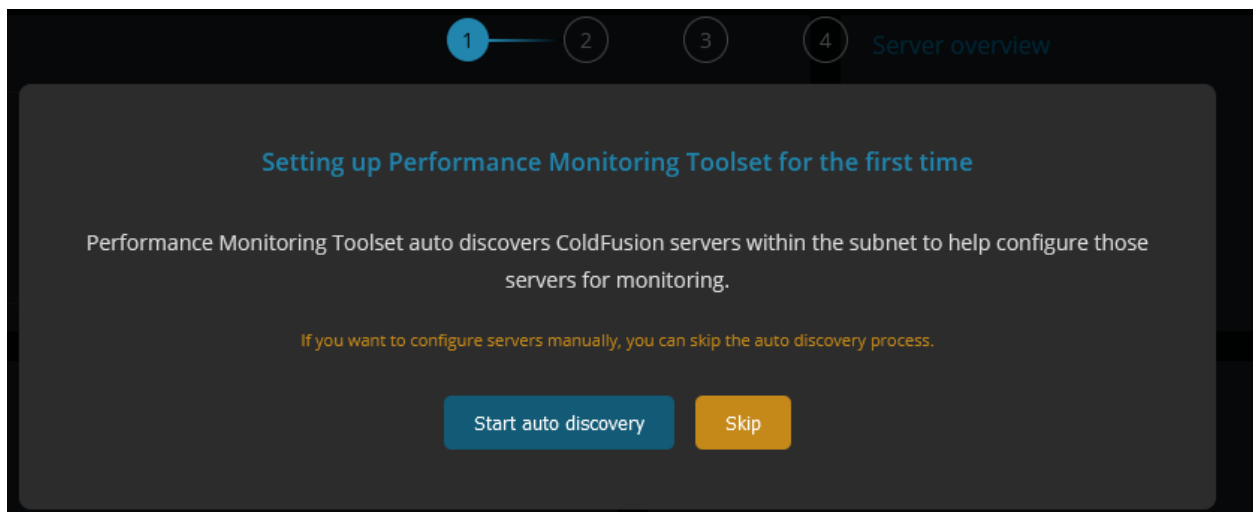 1 2 3 4 Server overview
Setting up Performance Monitoring Toolset for the first time
Performance Monitoring Toolset auto discovers ColdFusion servers within the subnet to help configure those
servers for monitoring.
If you want to configure servers manually, you can skip the auto discovery process.
Start auto discovery Skip